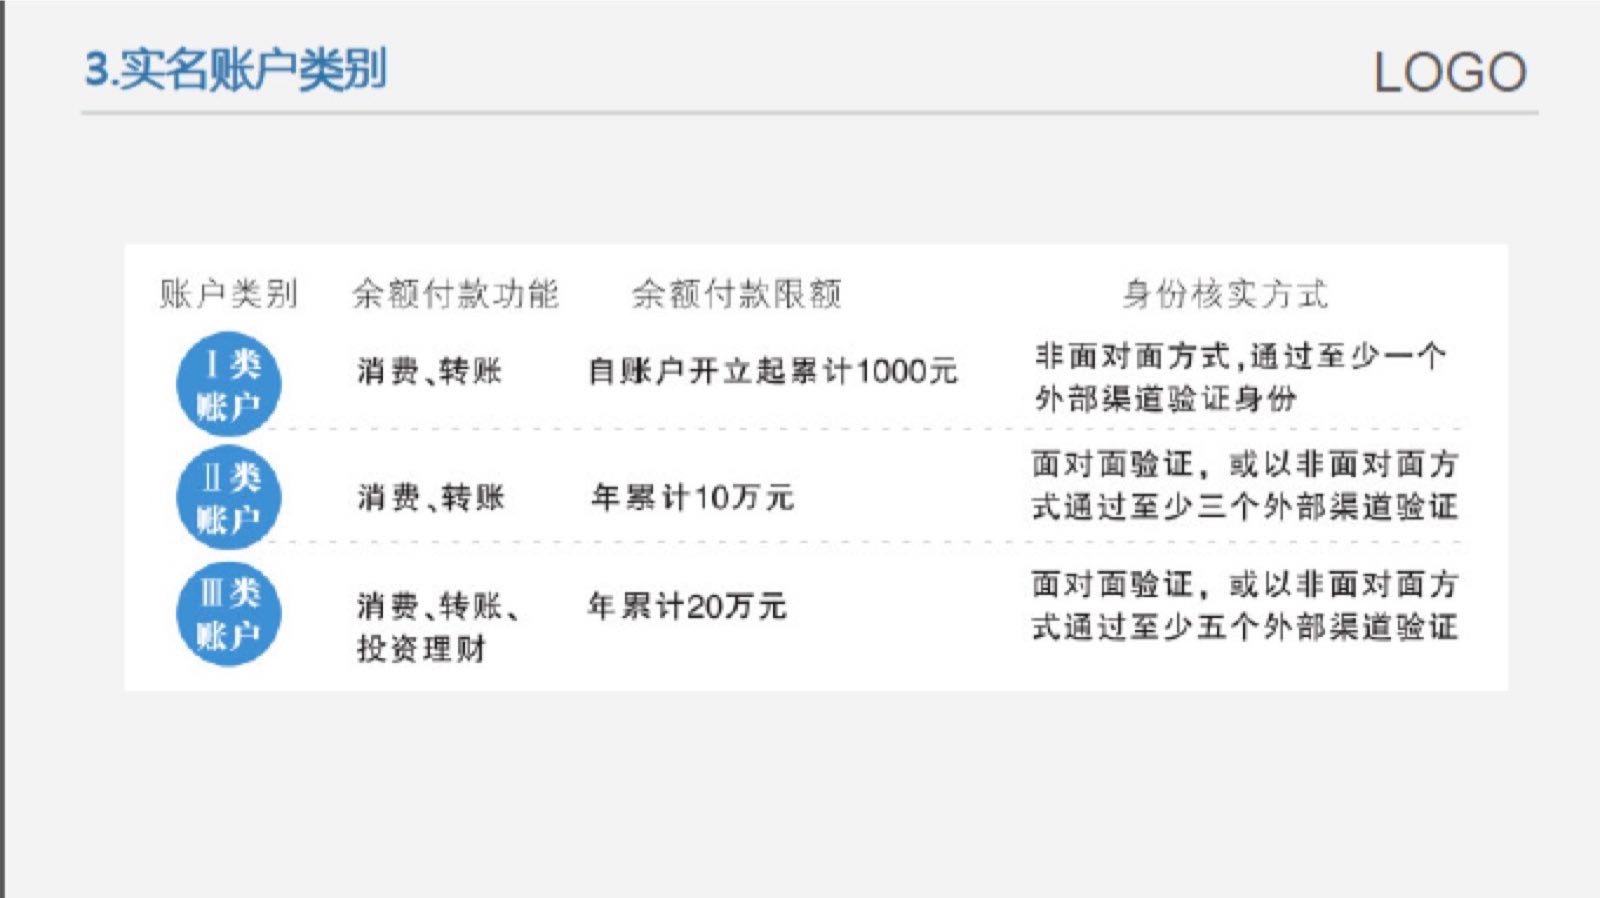 3.实名账户类别
LOGO
账户类别 余额付款功能 余额付款限额 身份核实方式
Ⅰ类
账户
消费、转账
自账户开立起累计1000元
非面对面方式,通过至少一个
外部渠道验证身份
Ⅱ类
账户
消费、转账
年累计10万元
面对面验证，或以非面对面方
式通过至少三个外部渠道验证
Ⅲ类
账户
消费、转账、
投资理财
年累计20万元
面对面验证，或以非面对面方
式通过至少五个外部渠道验证